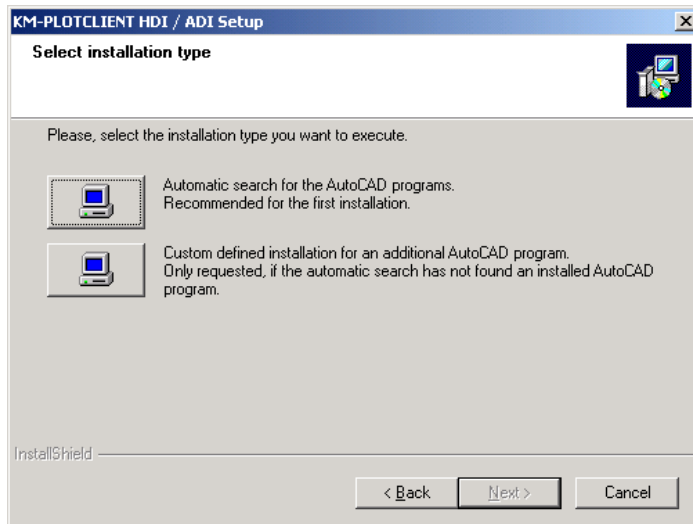 KM-PLOTCLIENT HDI / ADI Setup
Select installation type
Please, select the installation type you want to execute.
Automatic search for the AutoCAD programs.
Recommended for the first installation.
Custom defined installation for an additional AutoCAD program.
Only requested, if the automatic search has not found an installed AutoCAD
program.
InstallShield
< Back Next > Cancel